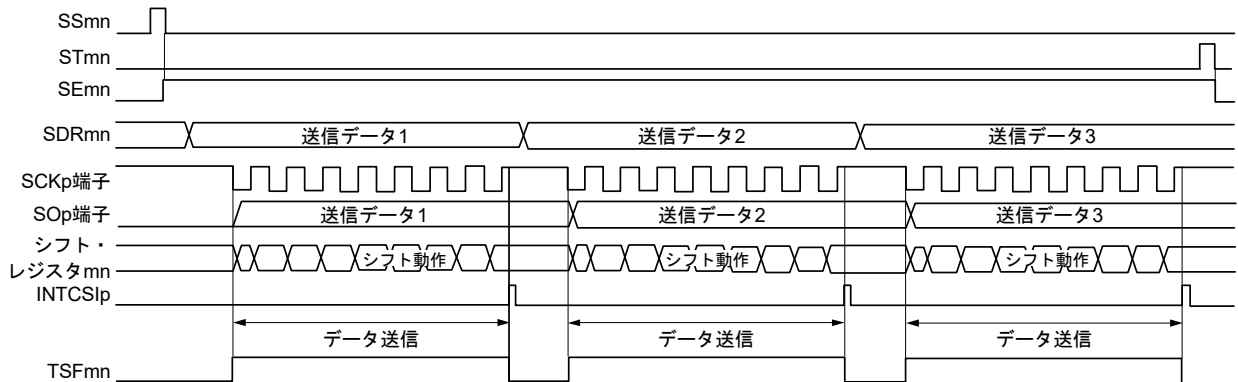 SSmn
STmn
SEmn
SDRmn 送信データ1 送信データ2 送信データ3
SCKp端子
SOp端子 送信データ1 送信データ2 送信データ3
シフト・
レジスタmn シフト動作 シフト動作 シフト動作
INTCSIp
データ送信 データ送信 データ送信
TSFmn